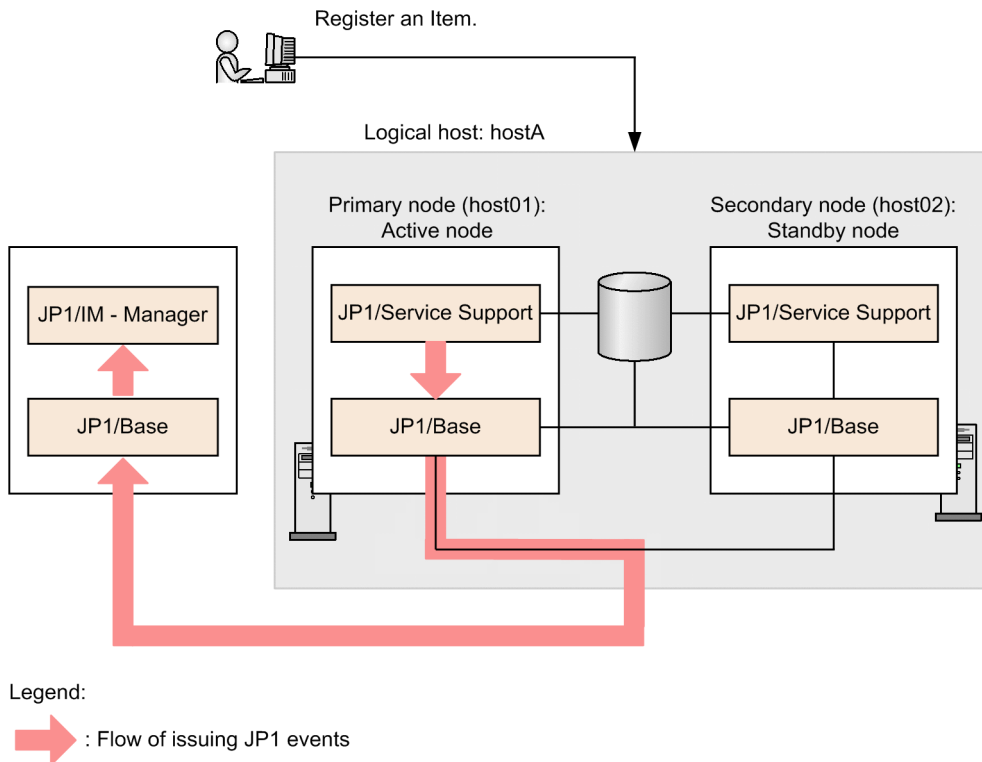 Register an Item.
Logical host: hostA
Primary node (host01):
Active node
Secondary node (host02):
Standby node
JP1/IM - Manager
JP1/Service Support
JP1/Service Support
JP1/Base
JP1/Base
JP1/Base
Legend:
: Flow of issuing JP1 events